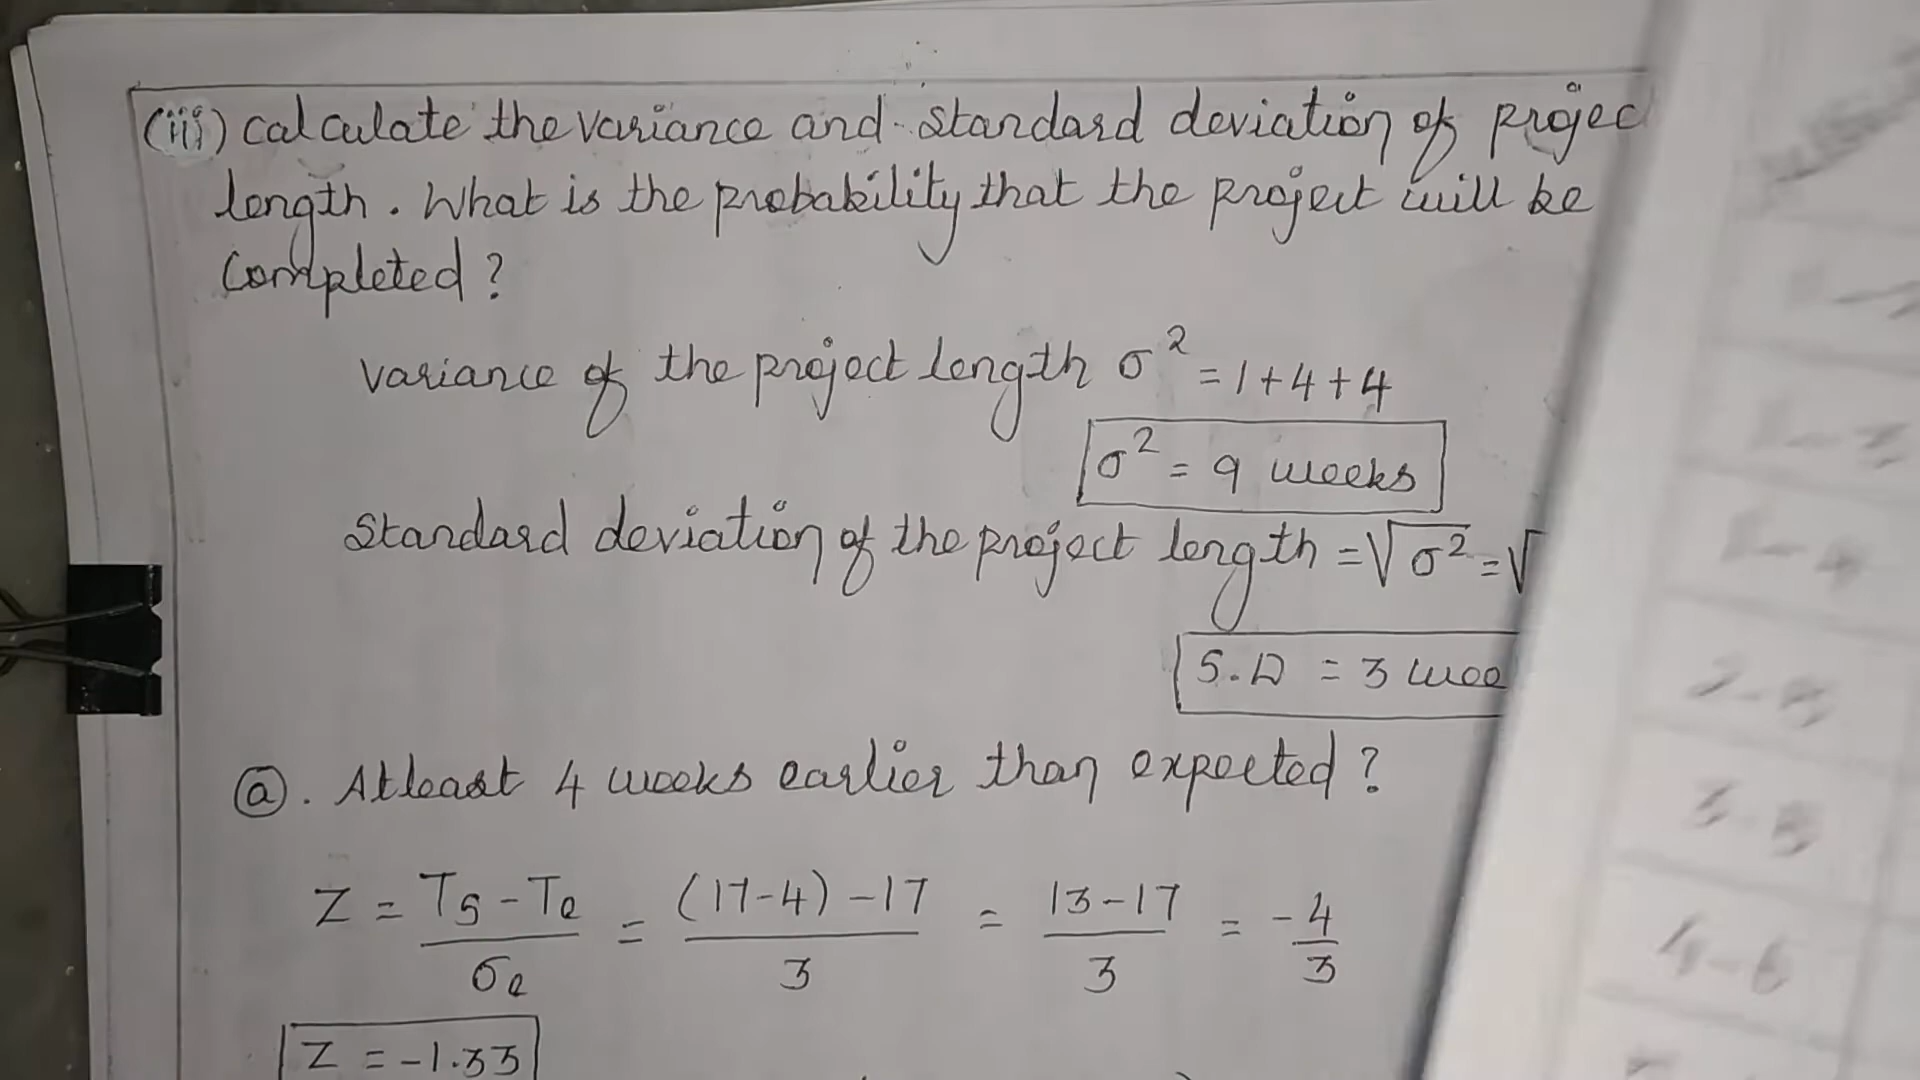 (iii) calculate the variance and standard deviation of projec
length. What is the probability that the project will be
completed?
variance of the project length σ² = 1+4+4
σ² = 9 weeks
Standard deviation of the project length = √σ² = √
S.D = 3 wee
ⓐ. Atleast 4 weeks earlier than expected?
Z = Ts - Te / σe = (17-4) - 17 / 3 = 13-17 / 3 = -4/3
Z = -1.33